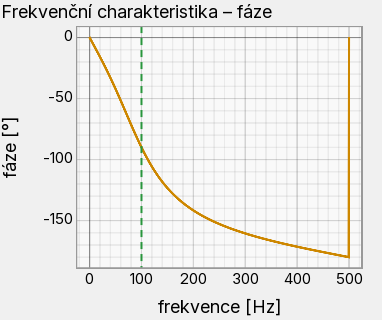 Frekvenční charakteristika – fáze
0
-50
-100
-150
fáze [°]
0 100 200 300 400 500
frekvence [Hz]